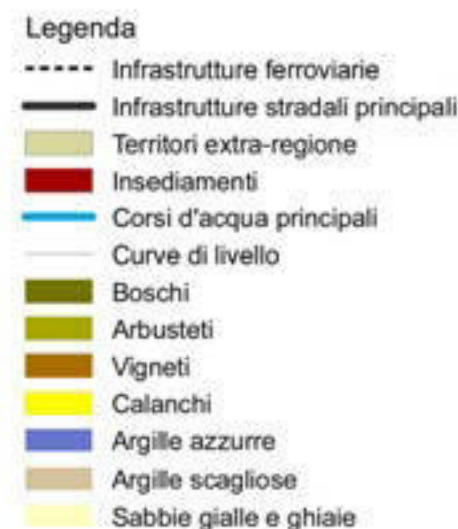 Legenda
Infrastrutture ferroviarie
Infrastrutture stradali principali
Territori extra-regione
Insediamenti
Corsi d'acqua principali
Curve di livello
Boschi
Arbusteti
Vigneti
Calanchi
Argille azzurre
Argille scagliose
Sabbie gialle e ghiaie